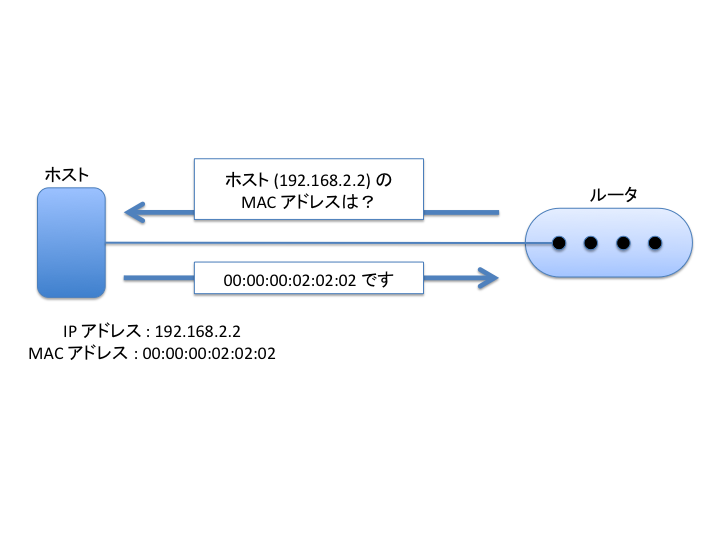 ホスト
ホスト (192.168.2.2) の
MAC アドレスは？
ルータ
00:00:00:02:02:02 です
IP アドレス : 192.168.2.2
MAC アドレス : 00:00:00:02:02:02